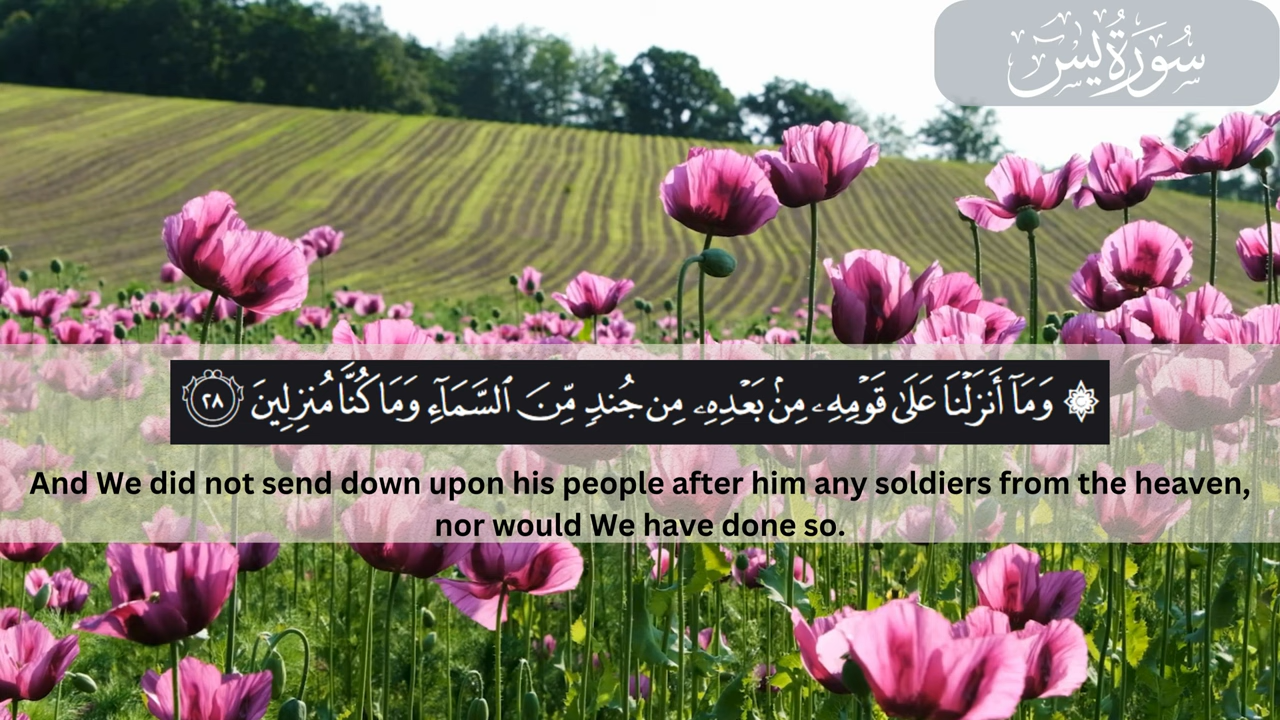 سُورَةُ يسٓ
۞ وَمَآ أَنزَلْنَا عَلَىٰ قَوْمِهِۦ مِنۢ بَعْدِهِۦ مِن جُندٍ مِّنَ ٱلسَّمَآءِ وَمَا كُنَّا مُنزِلِينَ ٢٨
And We did not send down upon his people after him any soldiers from the heaven,
nor would We have done so.